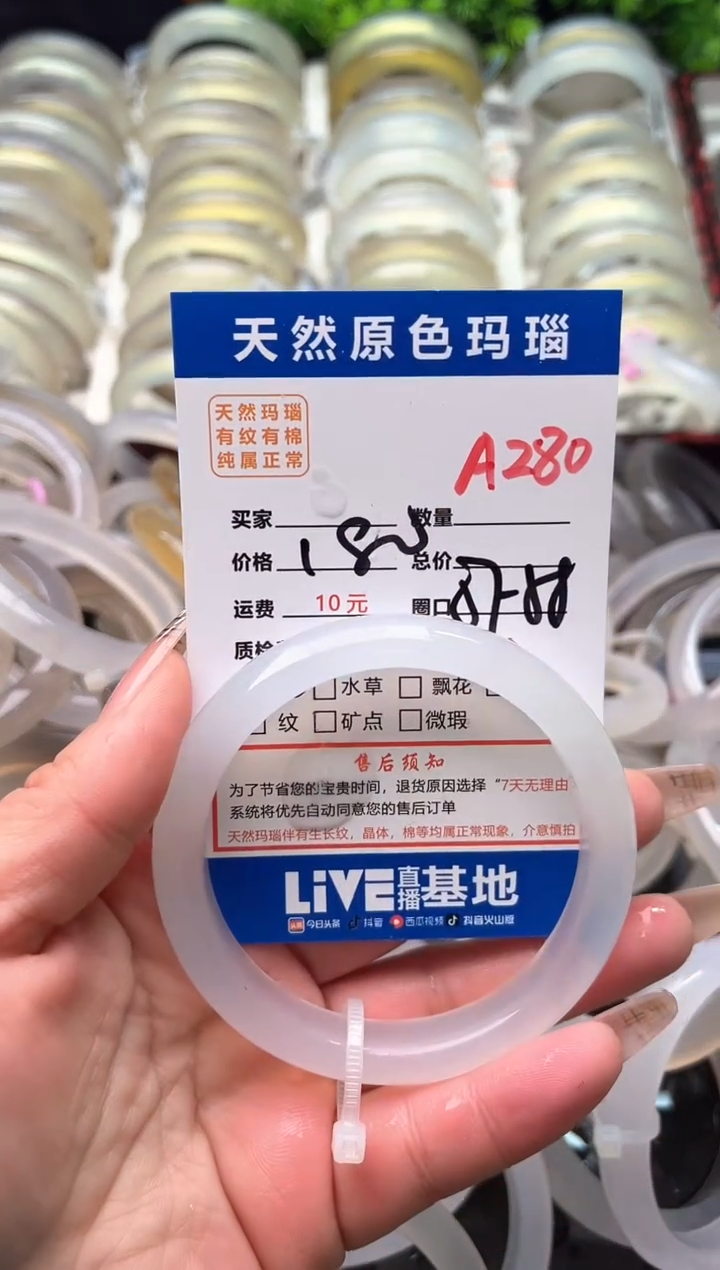 天然原色玛瑙
天然玛瑙
有纹有棉
纯属正常
A280
买家 数量
价格 总价
运费 10元 圈口
质检
水草 飘花
纹 矿点 微瑕
售后须知
为了节省您的宝贵时间，退货原因选择“7天无理由
系统将优先自动同意您的售后订单
天然玛瑙伴有生长纹，晶体，棉等均属正常现象，介意慎拍
LiVE直播基地
头条 今日头条 抖音 西瓜视频 抖音火山版